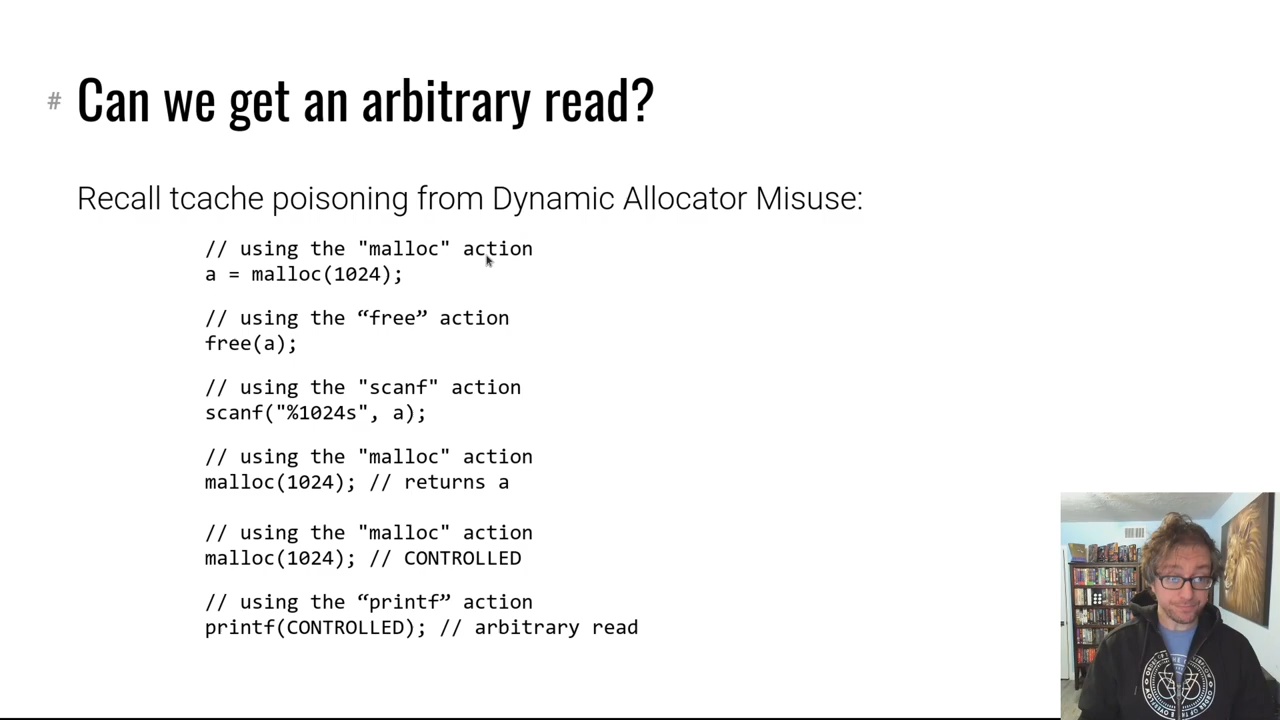 # Can we get an arbitrary read?
Recall tcache poisoning from Dynamic Allocator Misuse:
// using the "malloc" action
a = malloc(1024);
// using the “free” action
free(a);
// using the "scanf" action
scanf("%1024s", a);
// using the "malloc" action
malloc(1024); // returns a
// using the "malloc" action
malloc(1024); // CONTROLLED
// using the “printf” action
printf(CONTROLLED); // arbitrary read